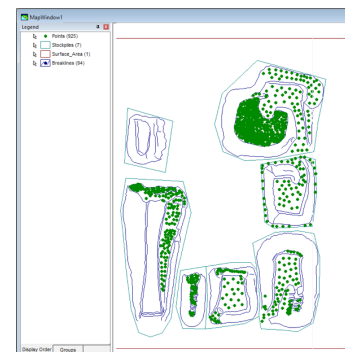 MapWindow1
Legend
Points (925)
Stockpiles (7)
Surface_Area (1)
Breaklines (94)
Display Order Groups